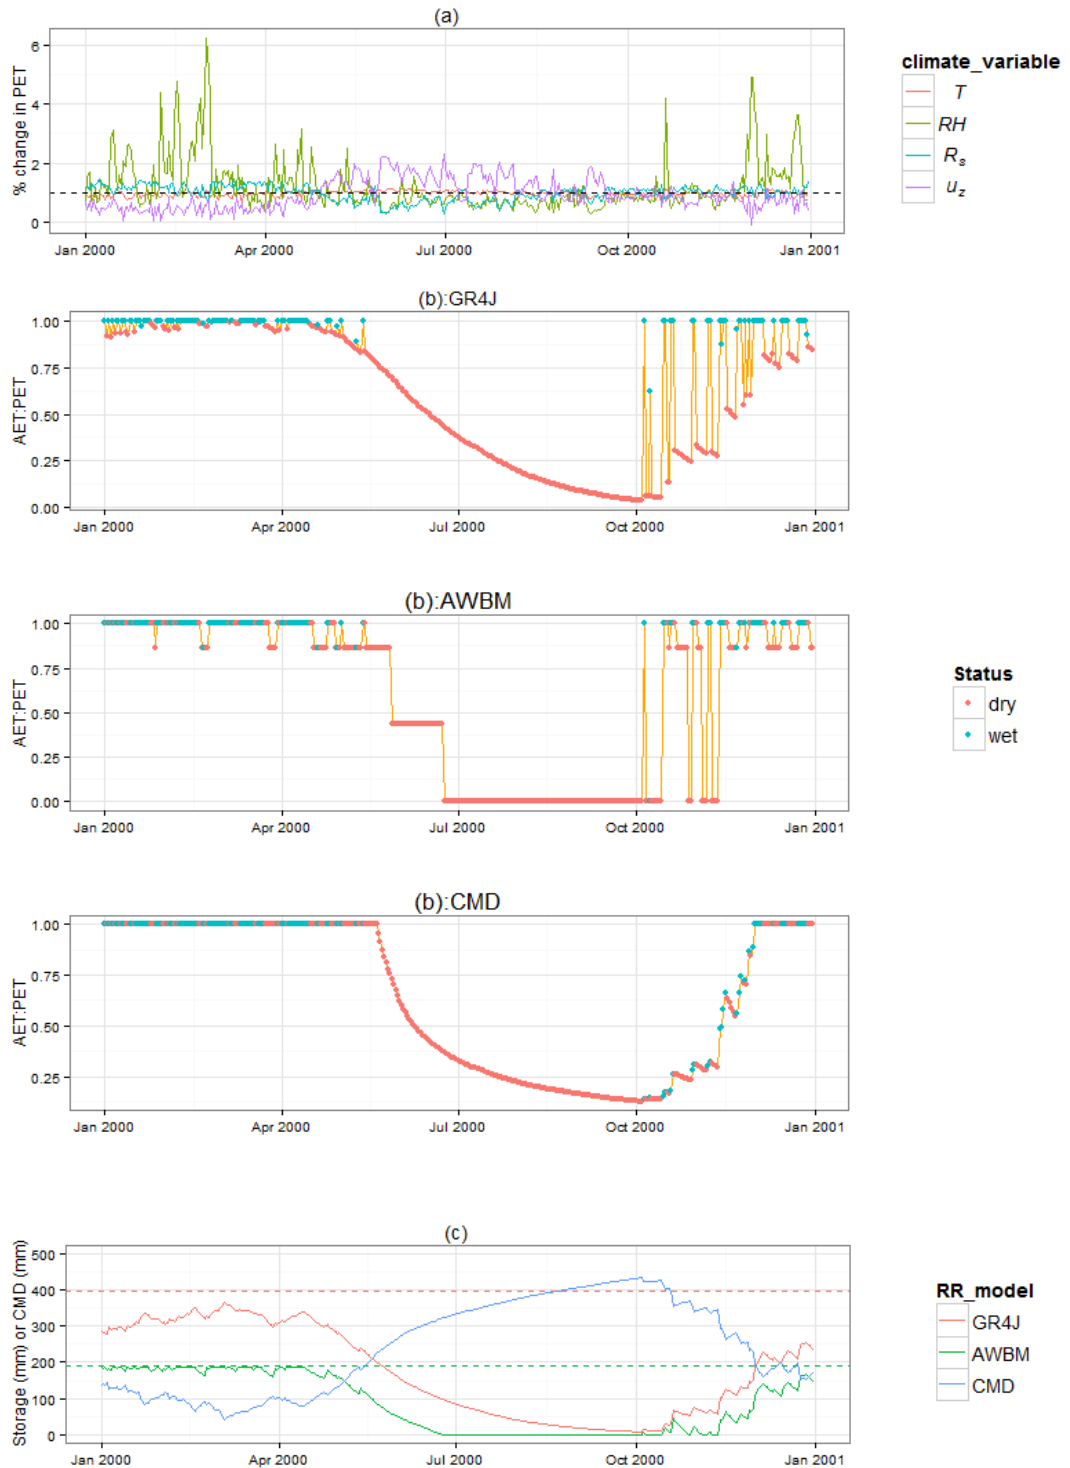 (a)
% change in PET
6
4
2
0
Jan 2000 Apr 2000 Jul 2000 Oct 2000 Jan 2001
climate_variable
T
RH
R_s
u_z
(b):GR4J
AET:PET
1.00
0.75
0.50
0.25
0.00
Jan 2000 Apr 2000 Jul 2000 Oct 2000 Jan 2001
(b):AWBM
AET:PET
1.00
0.75
0.50
0.25
0.00
Jan 2000 Apr 2000 Jul 2000 Oct 2000 Jan 2001
Status
dry
wet
(b):CMD
AET:PET
1.00
0.75
0.50
0.25
Jan 2000 Apr 2000 Jul 2000 Oct 2000 Jan 2001
(c)
Storage (mm) or CMD (mm)
500
400
300
200
100
0
Jan 2000 Apr 2000 Jul 2000 Oct 2000 Jan 2001
RR_model
GR4J
AWBM
CMD